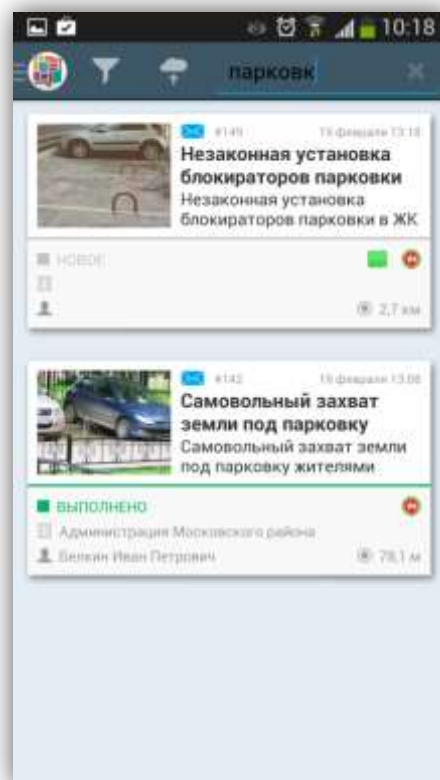 10:18
парковк
#149 19 февраля 13:18
Незаконная установка
блокираторов парковки
Незаконная установка
блокираторов парковки в ЖК
НОВОЕ
2,7 км
#142 19 февраля 13:08
Самовольный захват
земли под парковку
Самовольный захват земли
под парковку жителями
ВЫПОЛНЕНО
Администрация Московского района
Белкин Иван Петрович 78,1 м